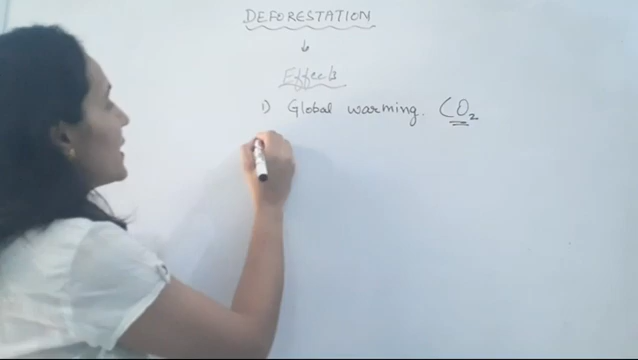 DEFORESTATION
Effects
1) Global warming. CO₂